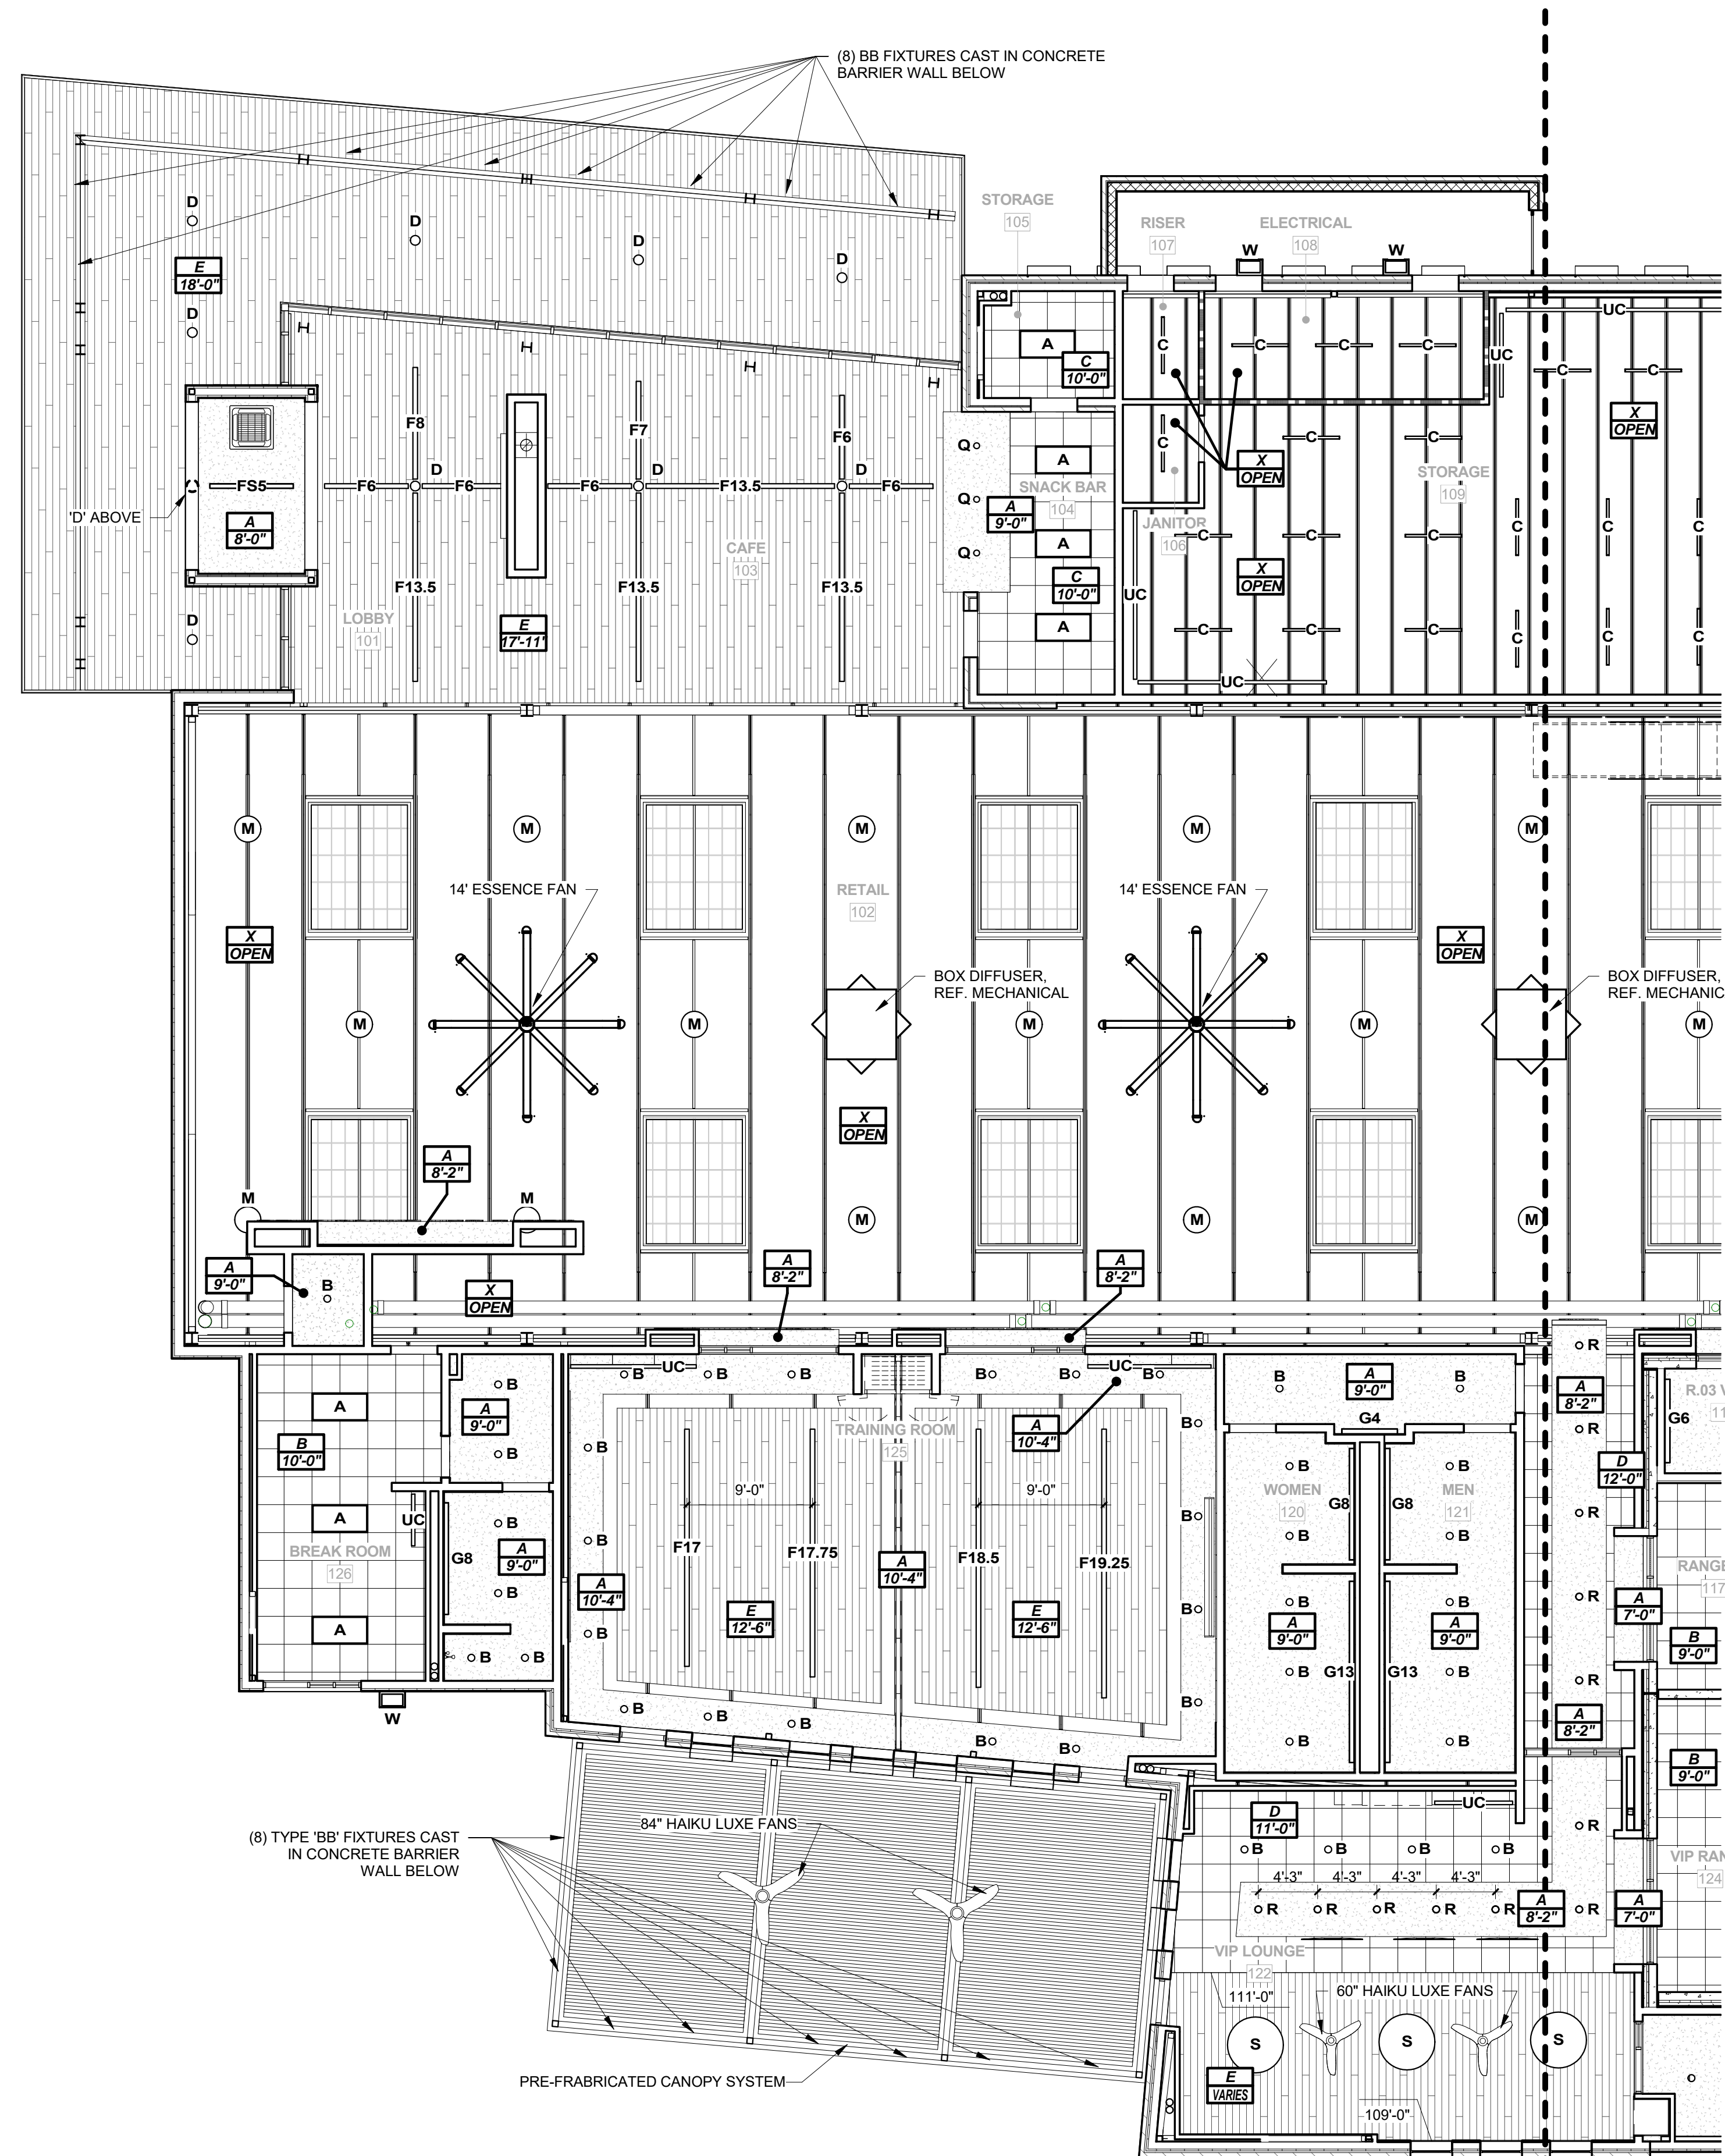 (8) BB FIXTURES CAST IN CONCRETE
BARRIER WALL BELOW
STORAGE
105
RISER
107
ELECTRICAL
108
W
W
D
D
D
D
E
18'-0"
D
UC
A
C
10'-0"
C
C
C
C
UC
C
C
X
OPEN
F8
F7
F6
D
D
D
Q
A
C
C
C
X
OPEN
STORAGE
109
FS5
F6
F6
F6
F13.5
F6
SNACK BAR
104
Q
A
9'-0"
'D' ABOVE
A
8'-0"
JANITOR
106
C
C
C
C
C
C
CAFE
103
Q
A
C
10'-0"
X
OPEN
F13.5
F13.5
F13.5
UC
LOBBY
101
D
E
17'-11"
A
C
C
C
C
C
C
UC
M
M
M
M
M
14' ESSENCE FAN
RETAIL
102
14' ESSENCE FAN
X
OPEN
X
OPEN
BOX DIFFUSER,
REF. MECHANICAL
BOX DIFFUSER,
REF. MECHANIC
M
M
M
M
M
X
OPEN
A
8'-2"
M
M
M
M
M
A
9'-0"
B
X
OPEN
A
8'-2"
A
8'-2"
R
B
UC
B
B
B
B
UC
B
B
A
9'-0"
B
A
8'-2"
R.03 V
11
A
B
A
9'-0"
B
A
10'-4"
G4
G6
B
TRAINING ROOM
125
R
B
10'-0"
B
B
D
12'-0"
9'-0"
9'-0"
B
B
WOMEN
120
G8
G8
MEN
121
A
UC
B
B
R
B
B
BREAK ROOM
126
G8
A
9'-0"
B
F17
F17.75
A
10'-4"
F18.5
F19.25
RANGE
117
B
A
10'-4"
B
B
R
A
7'-0"
A
B
E
12'-6"
E
12'-6"
B
A
9'-0"
A
9'-0"
B
9'-0"
B
B
B
G13
G13
B
R
W
B
B
B
B
A
8'-2"
B
B
B
B
B
9'-0"
84" HAIKU LUXE FANS
UC
D
11'-0"
(8) TYPE 'BB' FIXTURES CAST
IN CONCRETE BARRIER
WALL BELOW
B
B
B
B
R
VIP RAN
124
4'-3"
4'-3"
4'-3"
4'-3"
R
R
R
R
R
A
8'-2"
R
A
7'-0"
VIP LOUNGE
122
111'-0"
60" HAIKU LUXE FANS
S
S
S
PRE-FRABRICATED CANOPY SYSTEM
E
VARIES
109'-0"